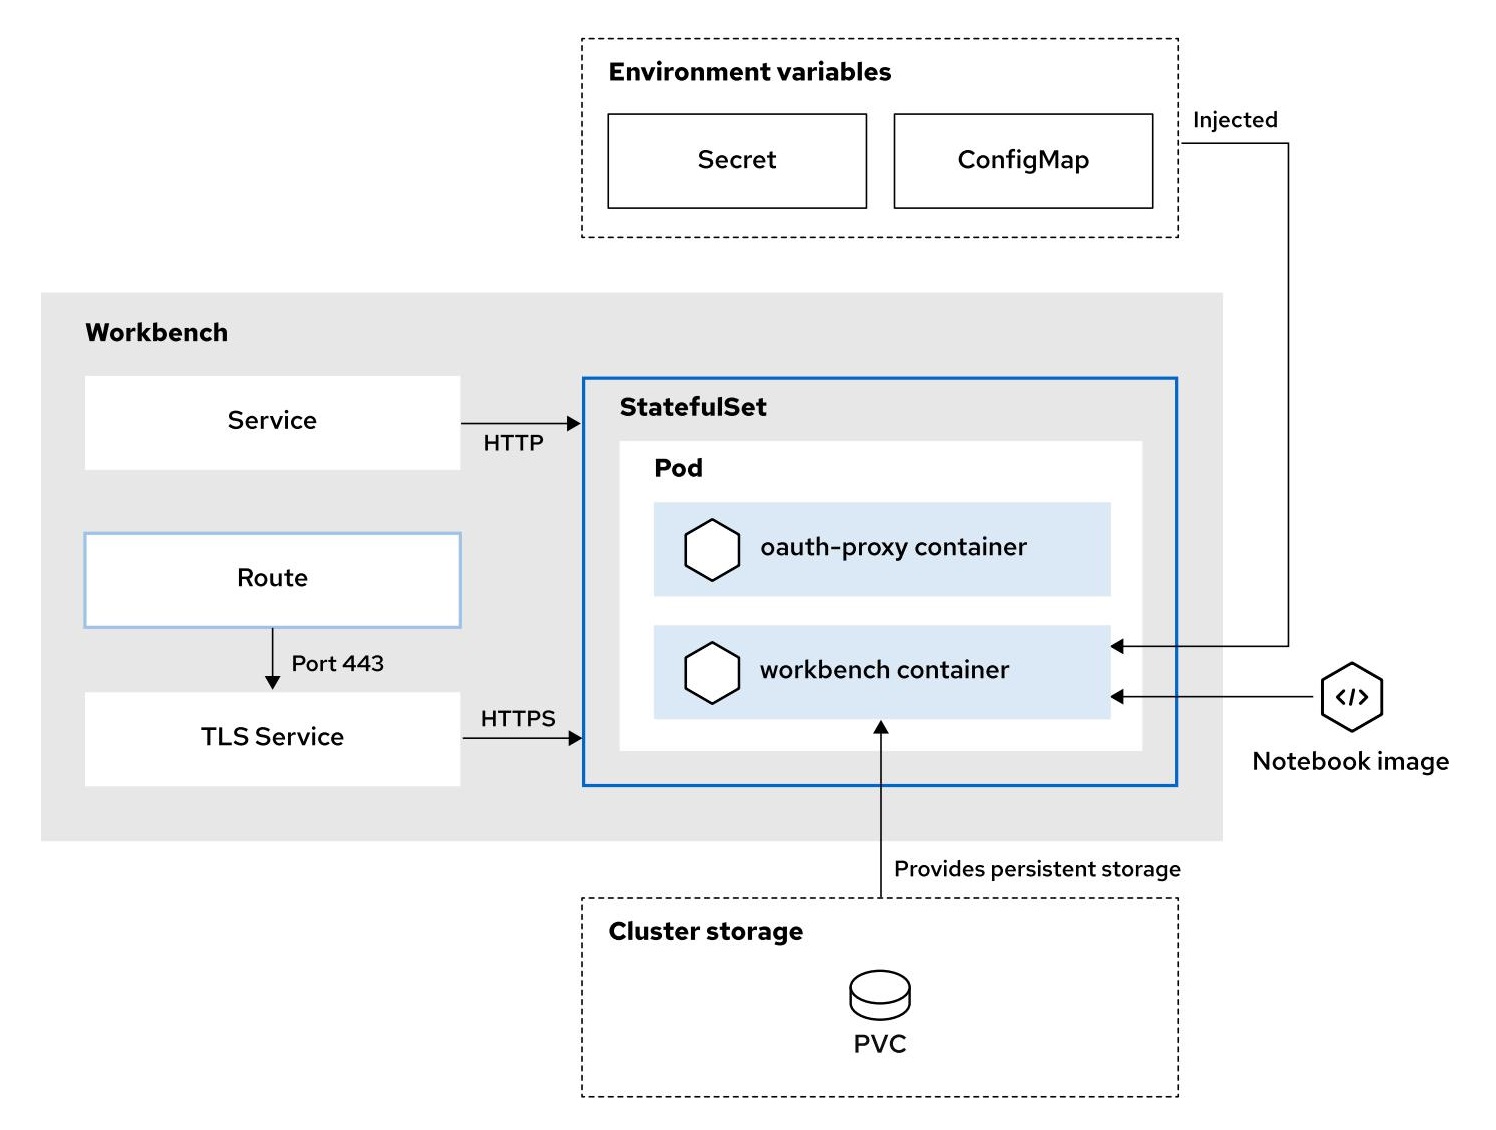 Environment variables
Secret
ConfigMap
Injected
Workbench
Service
HTTP
StatefulSet
Pod
oauth-proxy container
Route
Port 443
workbench container
TLS Service
HTTPS
</>
Notebook image
Provides persistent storage
Cluster storage
PVC